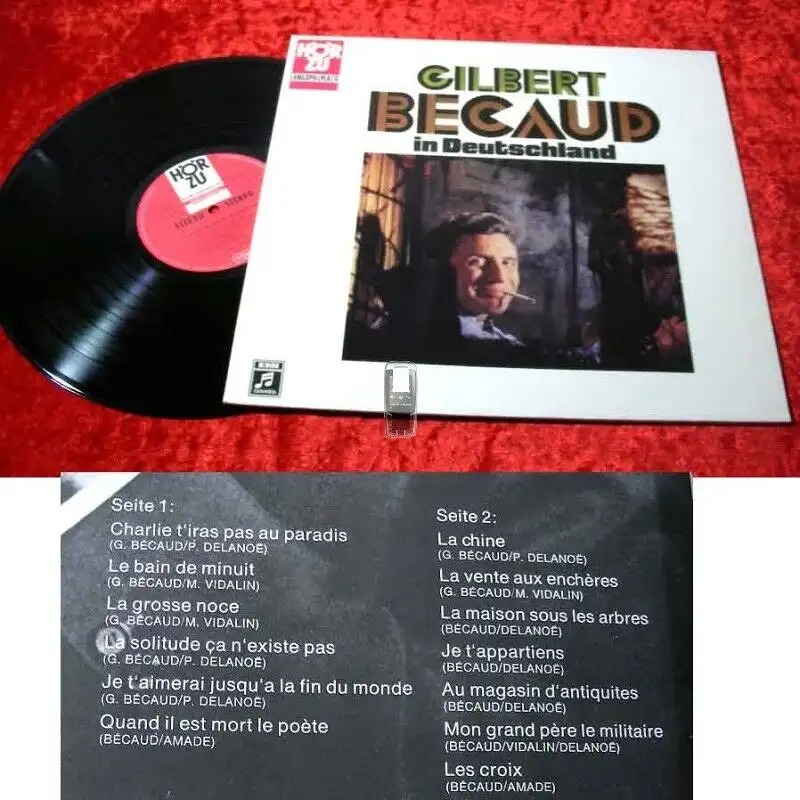 HÖR
ZU
GILBERT
BECAUD
in Deutschland
HÖR
ZU
STEREO
EMI
Seite 1:
Charlie t'iras pas au paradis
(G. BÉCAUD/P. DELANOË)
Le bain de minuit
(G. BÉCAUD/M. VIDALIN)
La grosse noce
(G. BÉCAUD/M. VIDALIN)
La solitude ça n'existe pas
(G. BÉCAUD/P. DELANOË)
Je t'aimerai jusqu'a la fin du monde
(G. BÉCAUD/P. DELANOË)
Quand il est mort le poète
(BÉCAUD/AMADE)
Seite 2:
La chine
(G. BÉCAUD/P. DELANOË)
La vente aux enchères
(G. BÉCAUD/M. VIDALIN)
La maison sous les arbres
(BÉCAUD/DELANOË)
Je t'appartiens
(BÉCAUD/DELANOË)
Au magasin d'antiquites
(BÉCAUD/DELANOË)
Mon grand père le militaire
(BÉCAUD/VIDALIN/DELANOË)
Les croix
(BÉCAUD/AMADE)